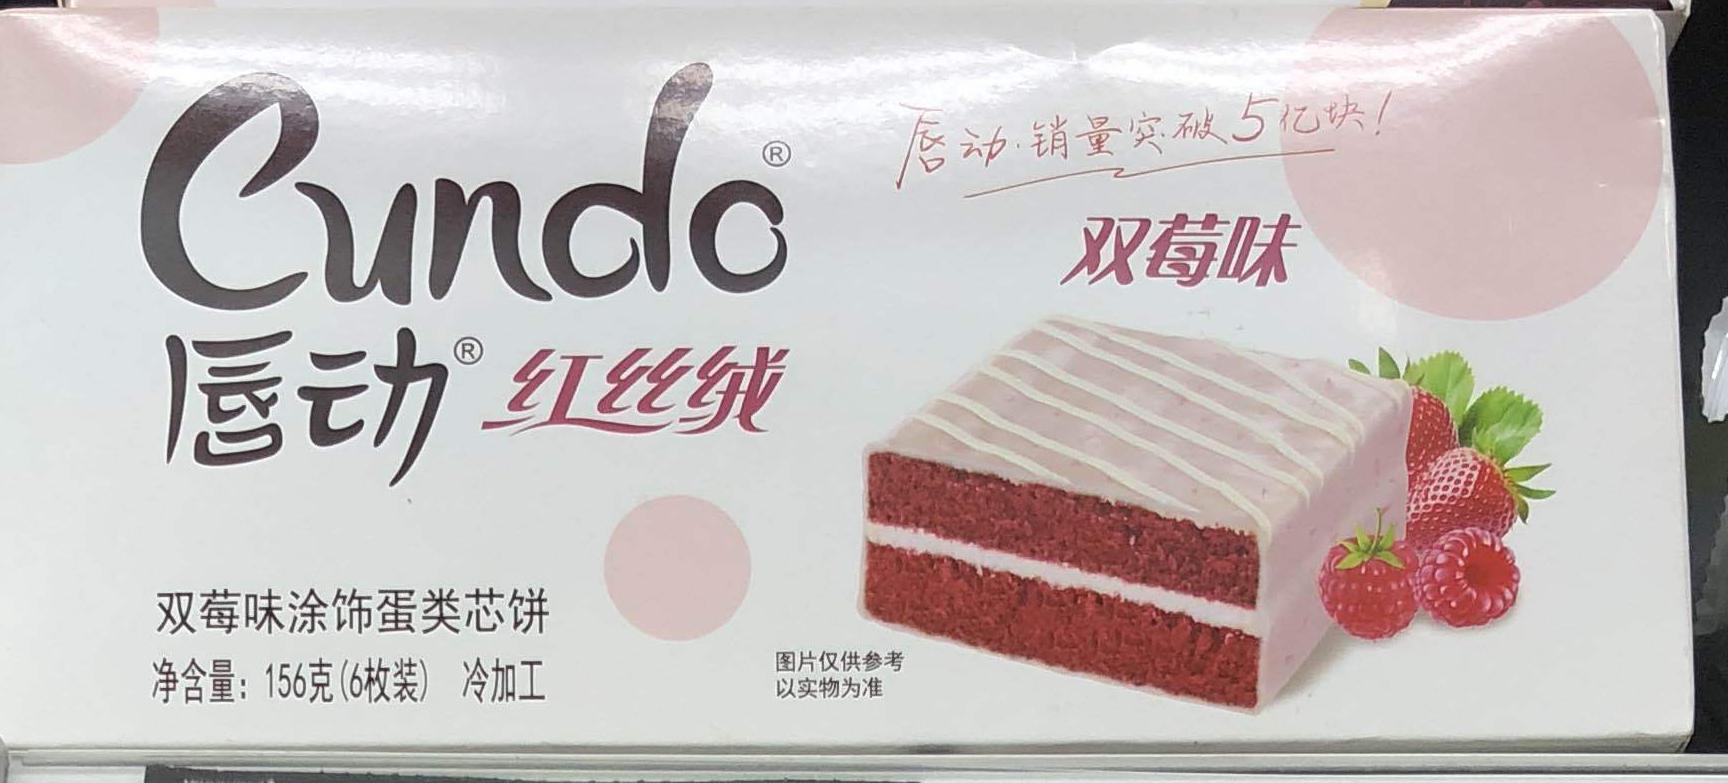 Cundo®
唇动·销量突破5亿块！
双莓味
唇动® 红丝绒
双莓味涂饰蛋类芯饼
净含量：156克(6枚装) 冷加工
图片仅供参考
以实物为准